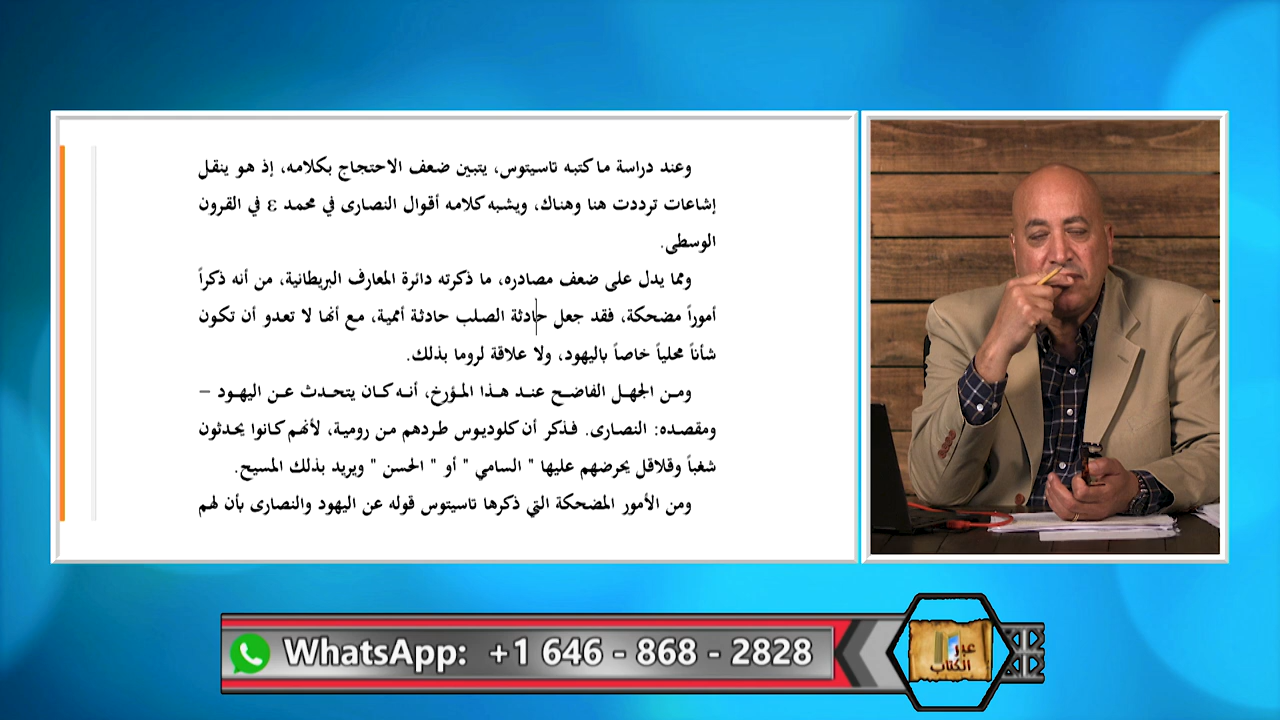 وعند دراسة ما كتبه تاسيتوس، يتبين ضعف الاحتجاج بكلامه، إذ هو ينقل
إشاعات ترددت هنا وهناك، ويشبه كلامه أقوال النصارى في محمد ε في القرون
الوسطى.
ومما يدل على ضعف مصادره، ما ذكرته دائرة المعارف البريطانية، من أنه ذكراً
أموراً مضحكة، فقد جعل حادثة الصلب حادثة أممية، مع أنها لا تعدو أن تكون
شأناً محلياً خاصاً باليهود، ولا علاقة لروما بذلك.
ومن الجهل الفاضح عند هذا المؤرخ، أنه كان يتحدث عن اليهود –
ومقصده: النصارى. فذكر أن كلوديوس طردهم من رومية، لأنهم كانوا يحدثون
شغباً وقلاقل يحرضهم عليها " السامي " أو " الحسن " ويريد بذلك المسيح.
ومن الأمور المضحكة التي ذكرها تاسيتوس قوله عن اليهود والنصارى بأن لهم
WhatsApp: +1 646 - 868 - 2828
عبر
الكتاب